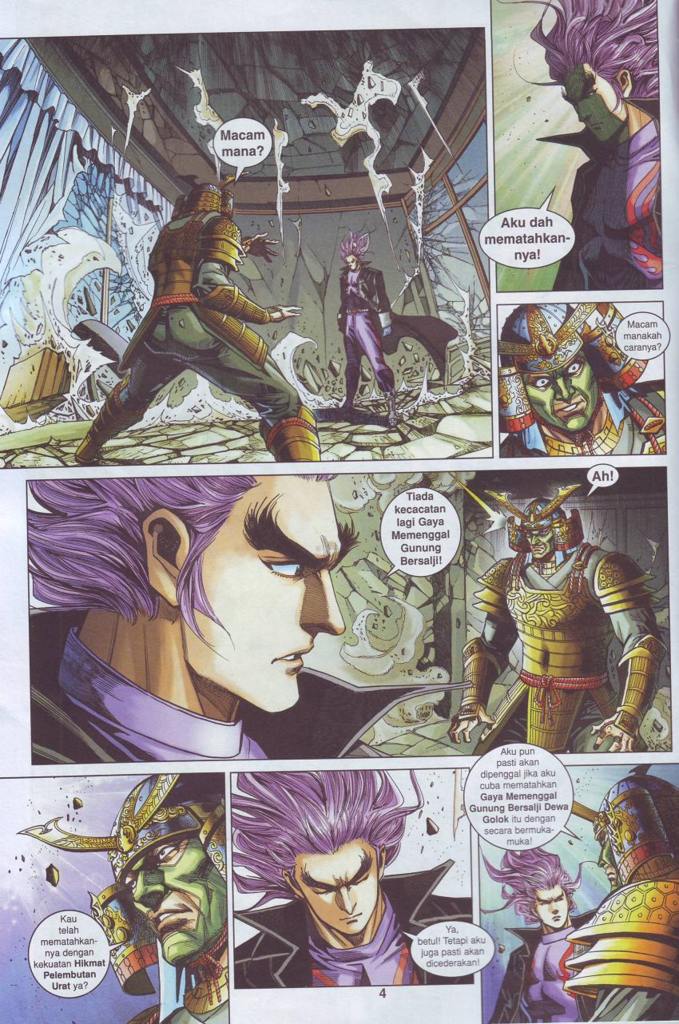 Macam
mana?
Aku dah
mematahkan-
nya!
Macam
manakah
caranya?
Tiada
kecacatan
lagi Gaya
Memenggal
Gunung
Bersalji!
Ah!
Kau
telah
mematahkan-
nya dengan
kekuatan Hikmat
Pelembutan
Urat ya?
Ya,
betul! Tetapi aku
juga pasti akan
dicederakan!
Aku pun
pasti akan
dipenggal jika aku
cuba mematahkan
Gaya Memenggal
Gunung Bersalji Dewa
Golok itu dengan
secara bermuka-
muka!
4